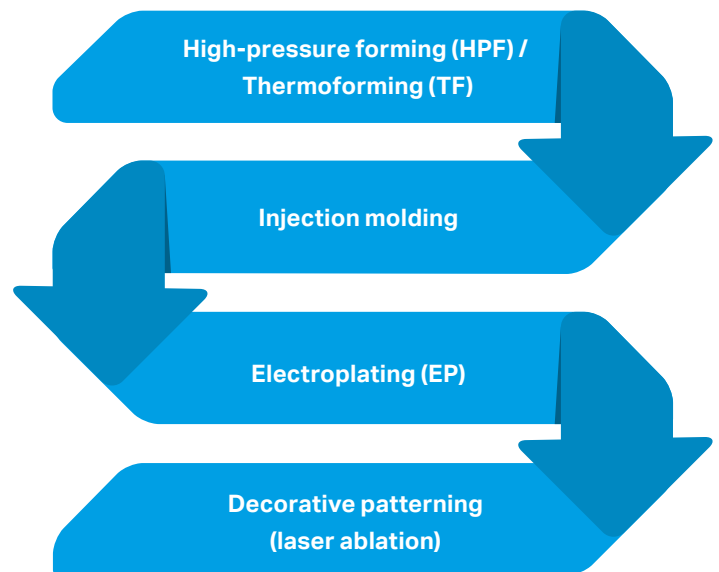 High-pressure forming (HPF) /
Thermoforming (TF)
Injection molding
Electroplating (EP)
Decorative patterning
(laser ablation)